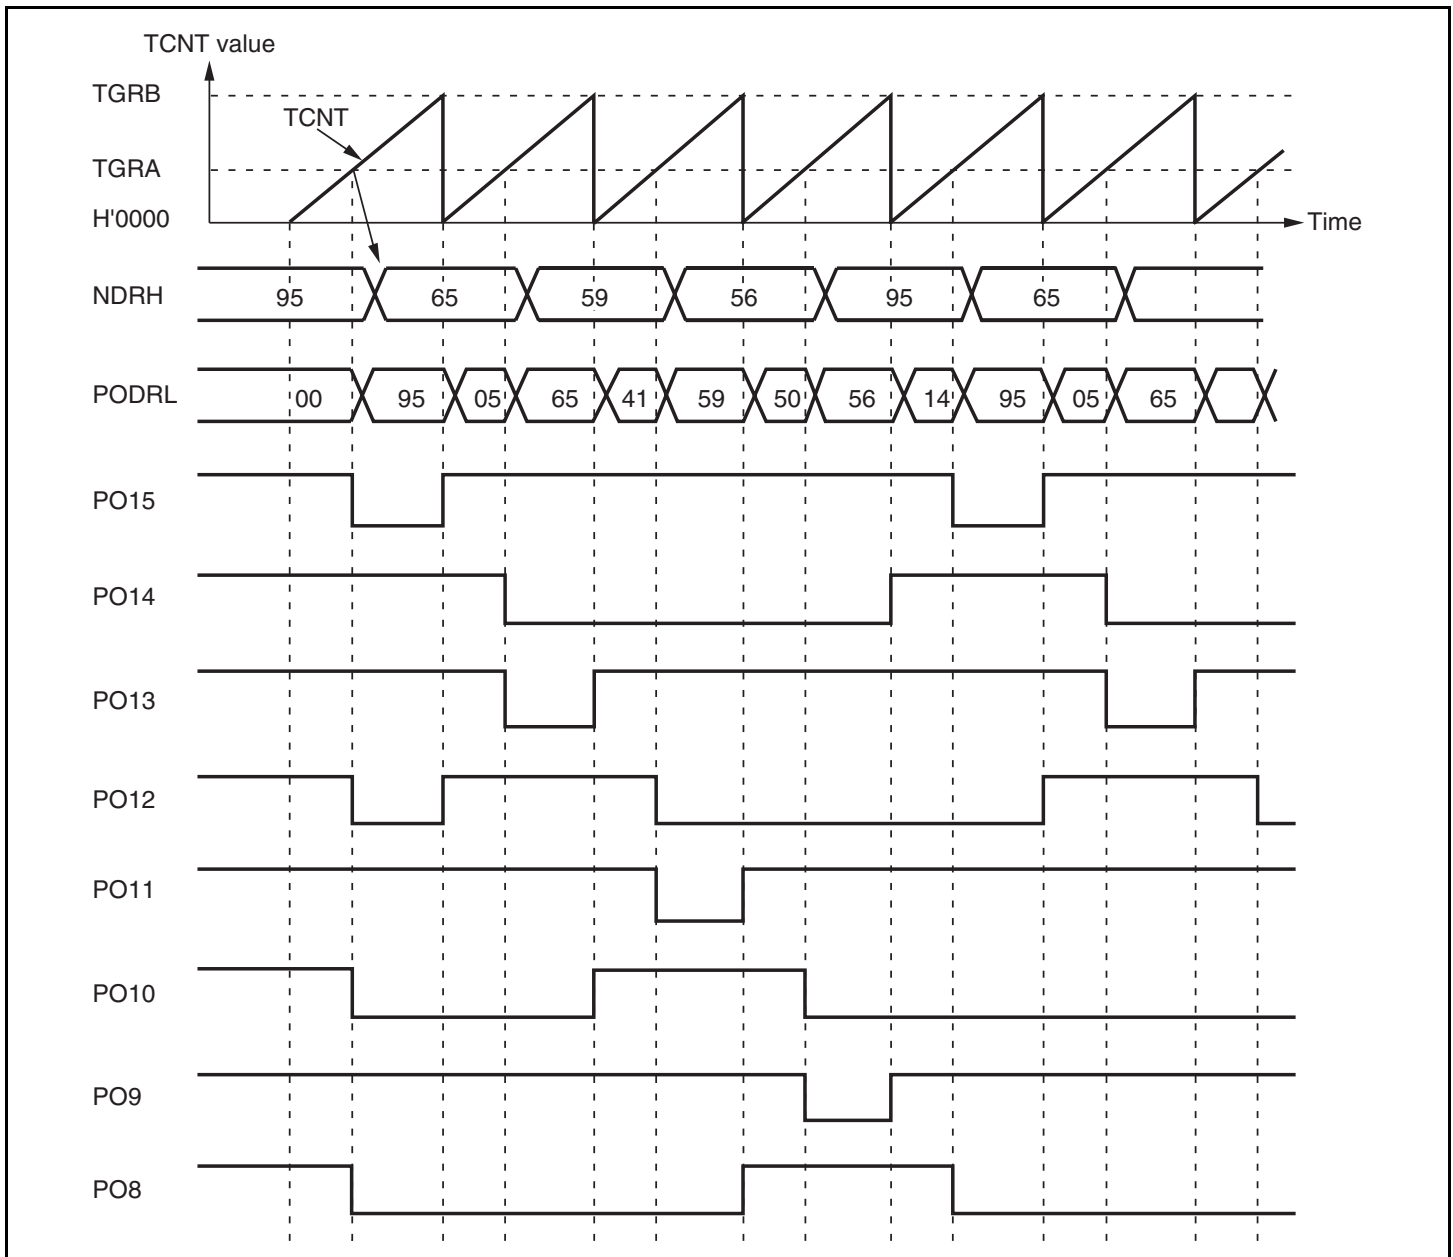 TCNT value
TGRB
TCNT
TGRA
H'0000
Time
NDRH 95 65 59 56 95 65
PODRL 00 95 05 65 41 59 50 56 14 95 05 65
PO15
PO14
PO13
PO12
PO11
PO10
PO9
PO8